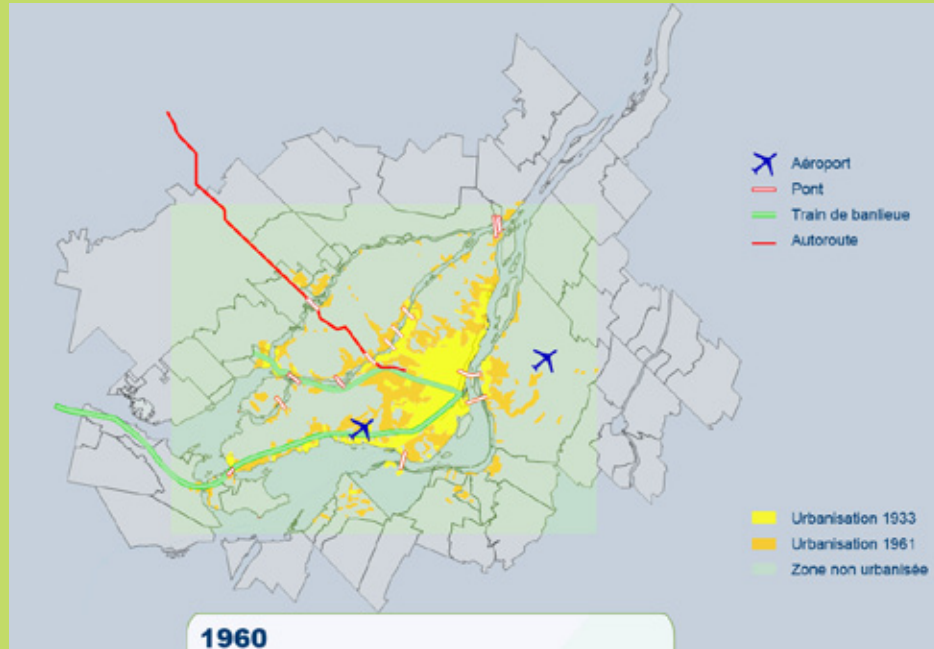 Aéroport
Pont
Train de banlieue
Autoroute
Urbanisation 1933
Urbanisation 1961
Zone non urbanisée
1960